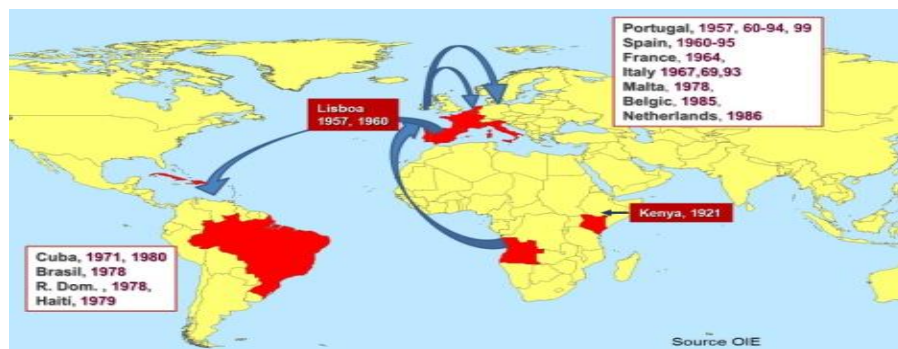 Portugal, 1957, 60-94, 99
Spain, 1960-95
France, 1964,
Italy 1967,69,93
Malta, 1978,
Belgic, 1985,
Netherlands, 1986
Lisboa
1957, 1960
Kenya, 1921
Cuba, 1971, 1980
Brasil, 1978
R. Dom. , 1978,
Haití, 1979
Source OIE